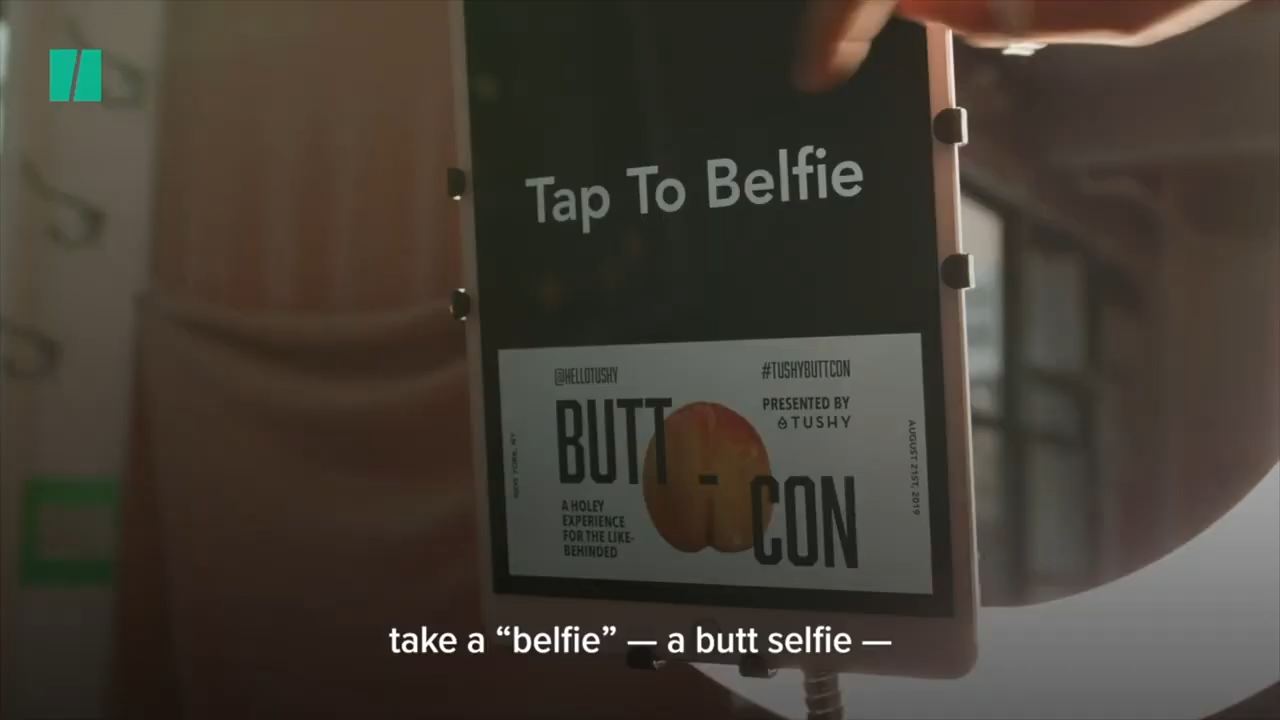 Tap To Belfie
@HELLOTUSHY
#TUSHYBUTTCON
BUTT
PRESENTED BY
TUSHY
- CON
A HOLEY
EXPERIENCE
FOR THE LIKE-
BEHINDED
NEW YORK, NY
AUGUST 21ST, 2019
take a “belfie” — a butt selfie —